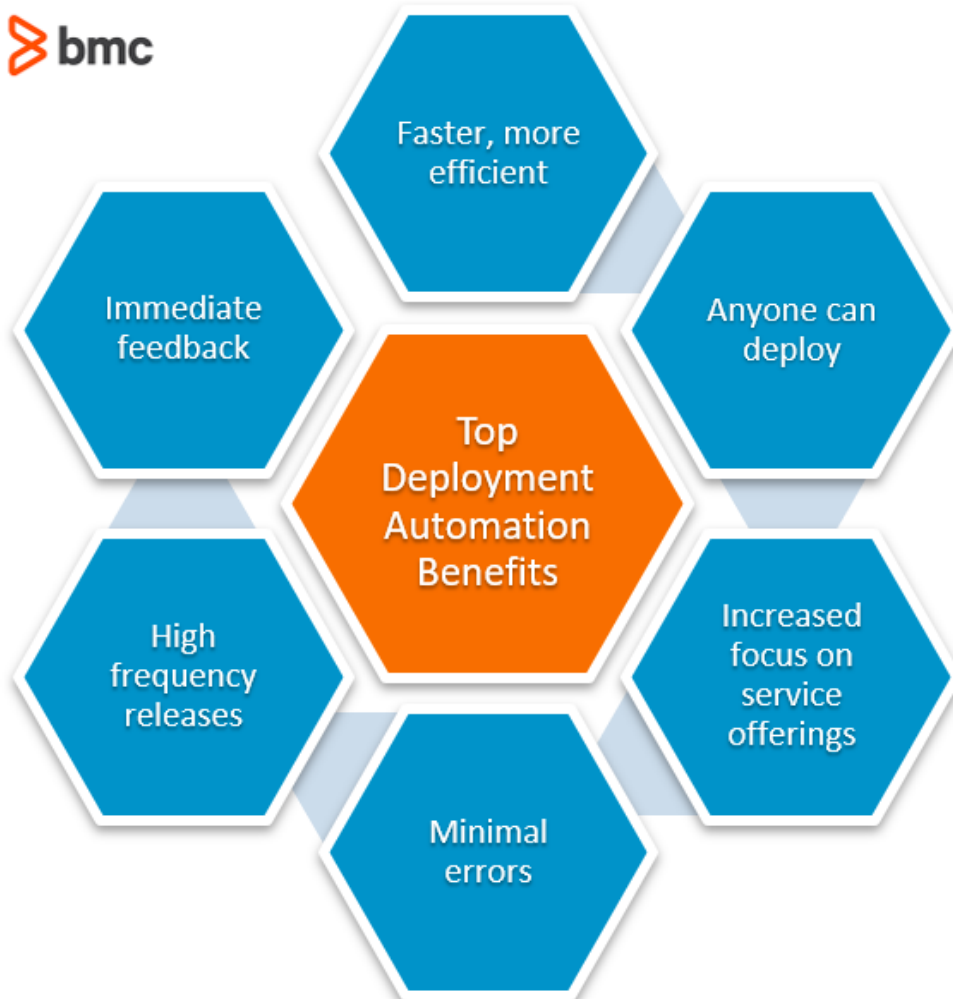 bmc
Faster, more
efficient
Anyone can
deploy
Increased
focus on
service
offerings
Minimal
errors
High
frequency
releases
Immediate
feedback
Top
Deployment
Automation
Benefits